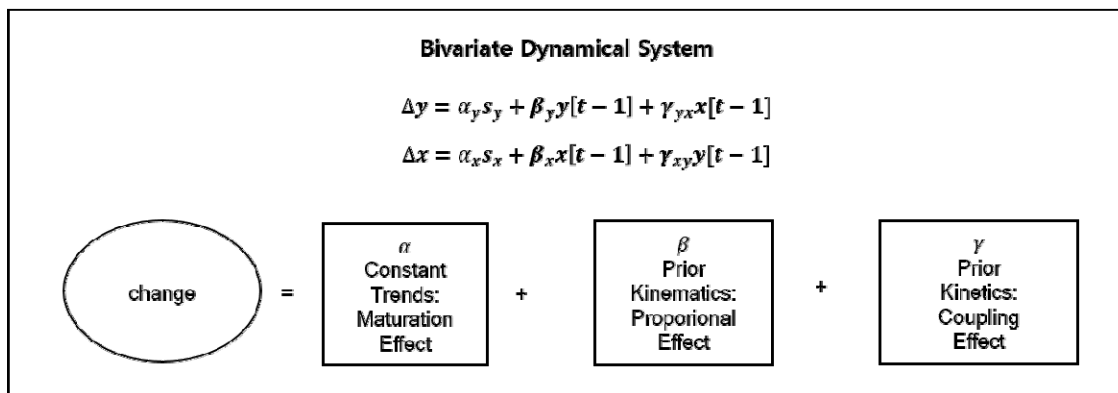 Bivariate Dynamical System
Δy = α_y s_y + β_y y[t − 1] + γ_yx x[t − 1]
Δx = α_x s_x + β_x x[t − 1] + γ_xy y[t − 1]
change
=
α
Constant
Trends:
Maturation
Effect
+
β
Prior
Kinematics:
Proporional
Effect
+
γ
Prior
Kinetics:
Coupling
Effect